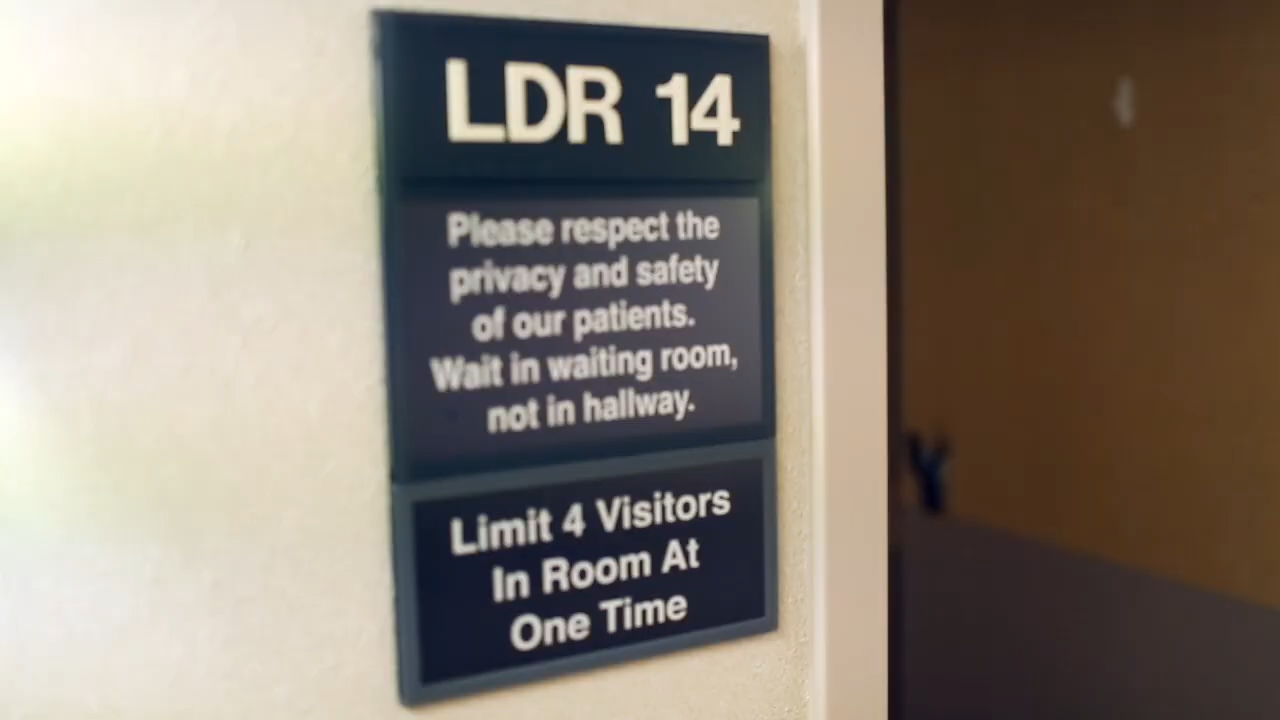 LDR 14
Please respect the
privacy and safety
of our patients.
Wait in waiting room,
not in hallway.
Limit 4 Visitors
In Room At
One Time